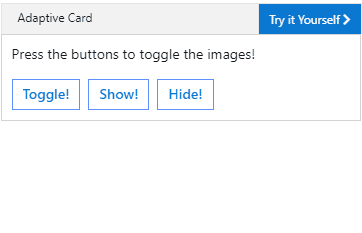 Adaptive Card
Try it Yourself
Press the buttons to toggle the images!
Toggle!
Show!
Hide!